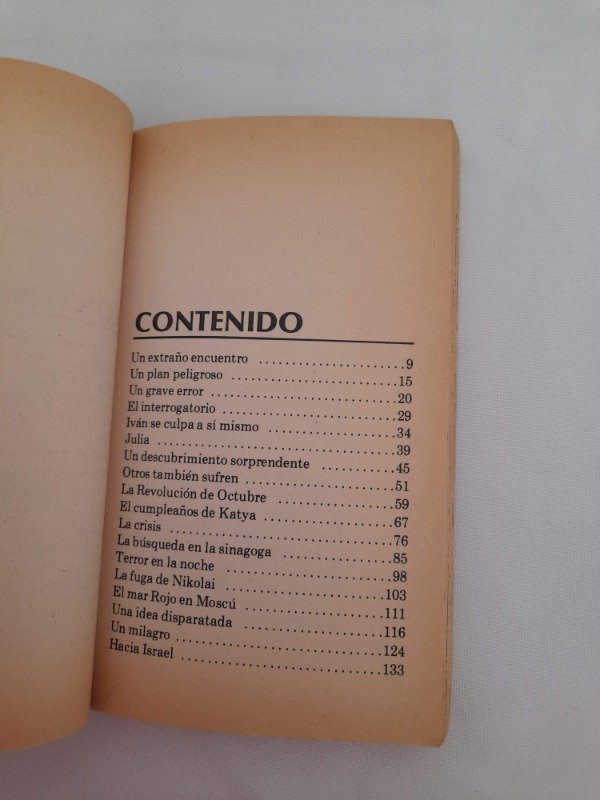 CONTENIDO
Un extraño encuentro ..................9
Un plan peligroso ......................15
Un grave error .........................20
El interrogatorio ......................29
Iván se culpa a sí mismo ................34
Julia ..................................39
Un descubrimiento sorprendente .........45
Otros también sufren ...................51
La Revolución de Octubre ...............59
El cumpleaños de Katya .................67
La crisis ..............................76
La búsqueda en la sinagoga .............85
Terror en la noche .....................98
La fuga de Nikolai ....................103
El mar Rojo en Moscú ..................111
Una idea disparatada ..................116
Un milagro ............................124
Hacia Israel ..........................133